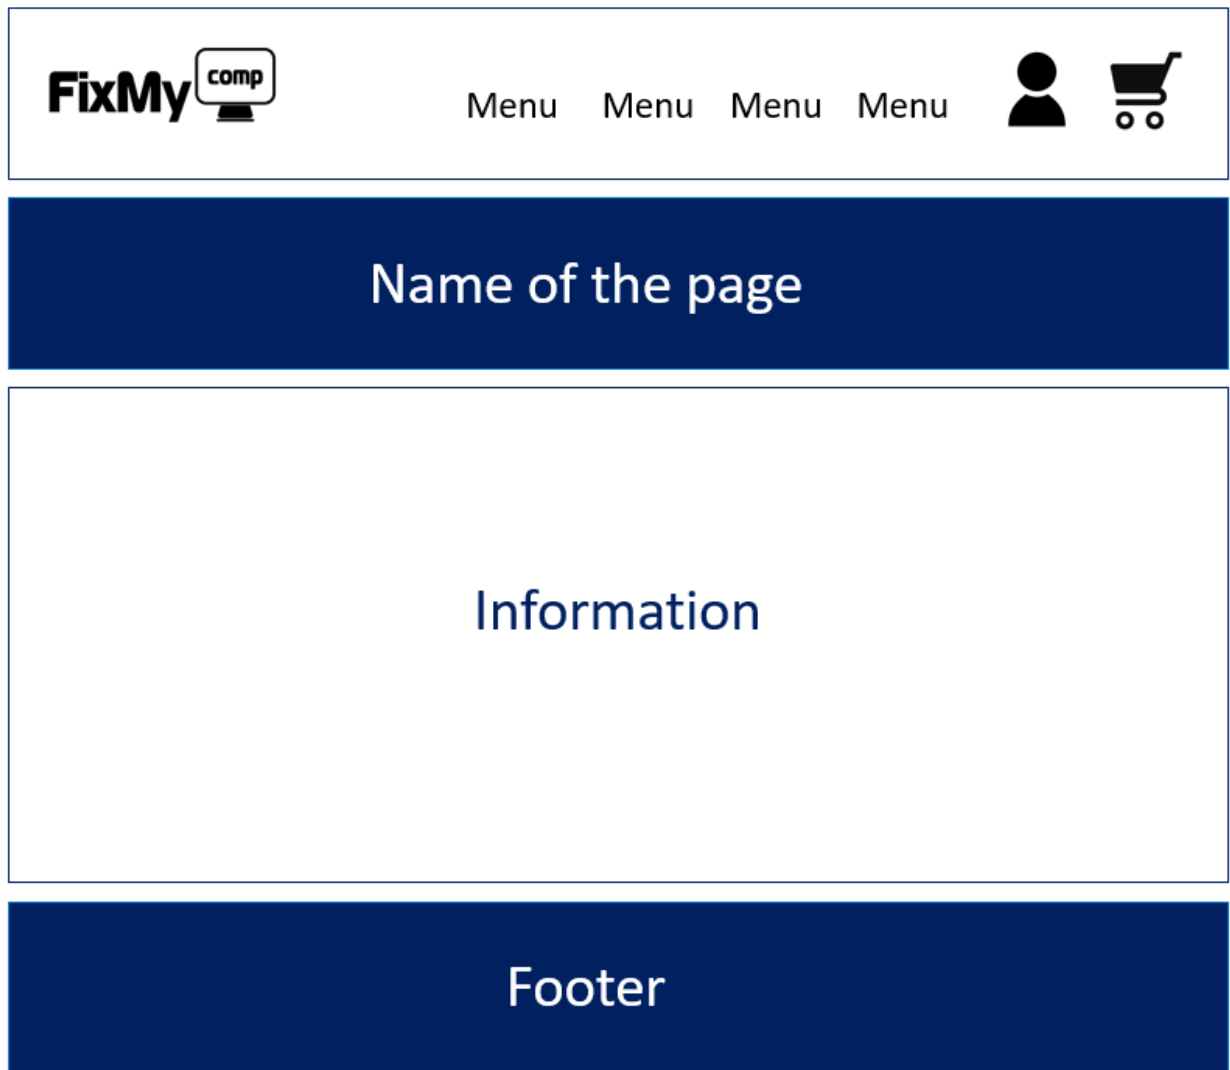 FixMy comp
Menu Menu Menu Menu
Name of the page
Information
Footer